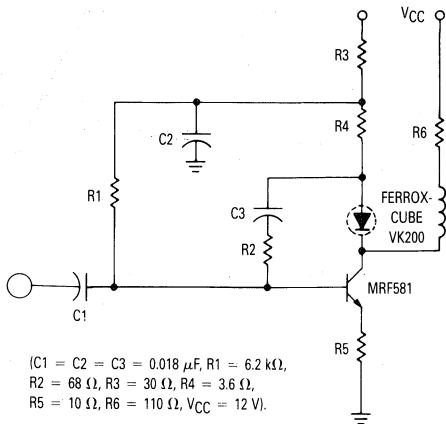 VCC
R3
R4
R6
C2
R1
C3
R2
FERROX-
CUBE
VK200
MRF581
C1
R5
(C1 = C2 = C3 = 0.018 μF, R1 = 6.2 kΩ,
R2 = 68 Ω, R3 = 30 Ω, R4 = 3.6 Ω,
R5 = 10 Ω, R6 = 110 Ω, VCC = 12 V).